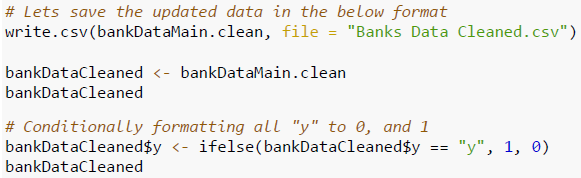 # Lets save the updated data in the below format
write.csv(bankDataMain.clean, file = "Banks Data Cleaned.csv")
bankDataCleaned <- bankDataMain.clean
bankDataCleaned
# Conditionally formatting all "y" to 0, and 1
bankDataCleaned$y <- ifelse(bankDataCleaned$y == "y", 1, 0)
bankDataCleaned